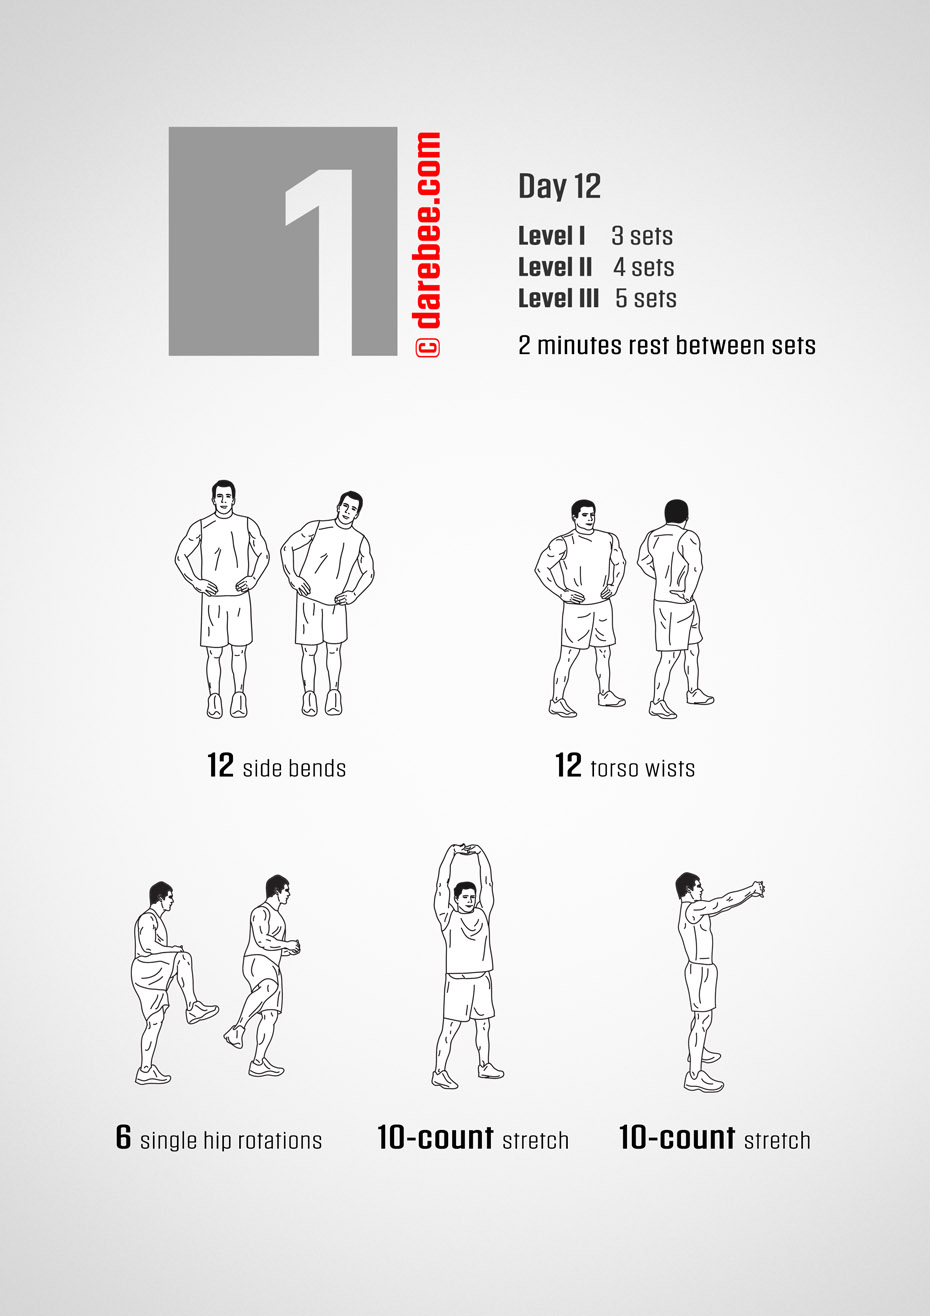 1
© darebee.com
Day 12
Level I 3 sets
Level II 4 sets
Level III 5 sets
2 minutes rest between sets
12 side bends
12 torso wists
6 single hip rotations
10-count stretch
10-count stretch